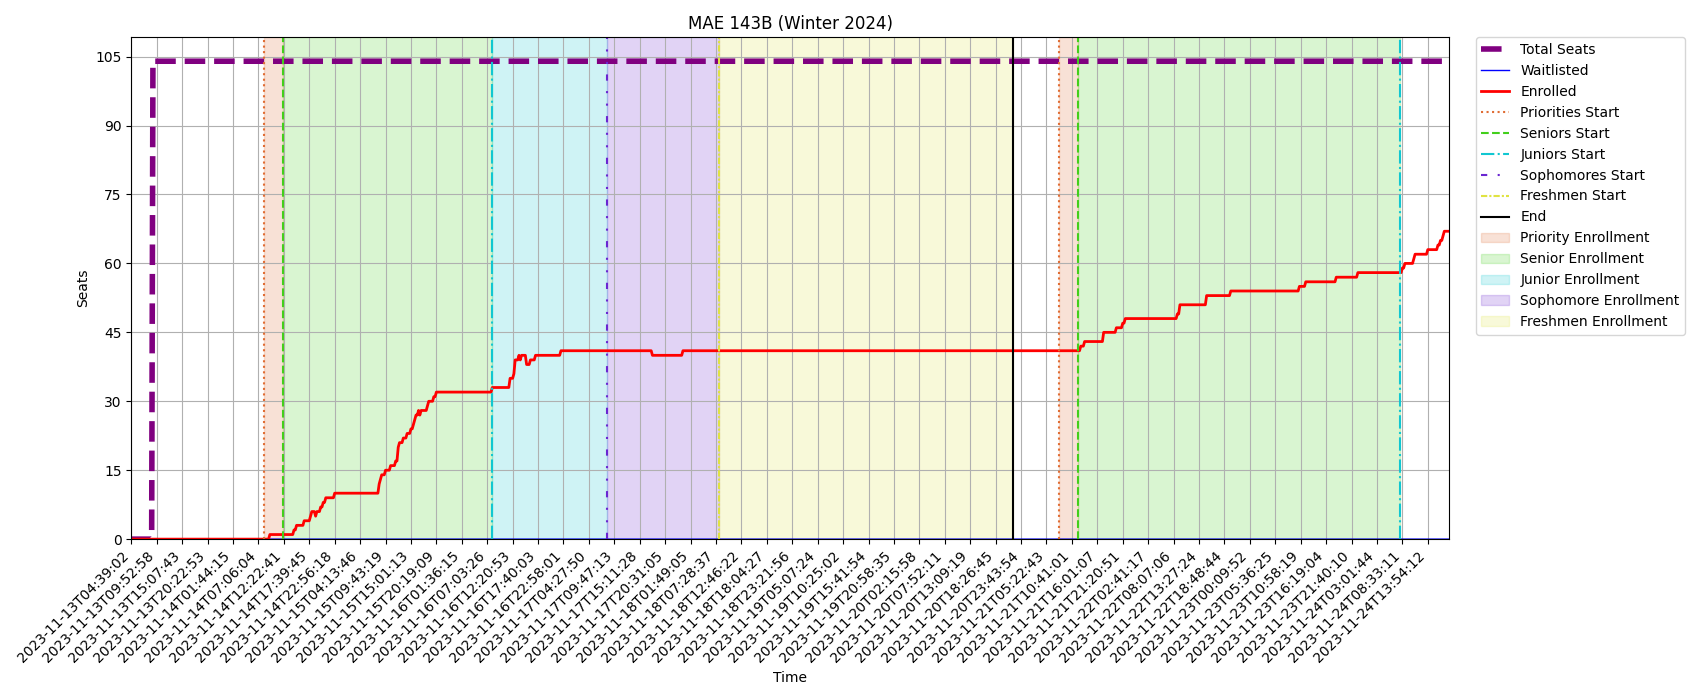 MAE 143B (Winter 2024)
105
90
75
60
45
30
15
0
Seats
2023-11-13T04:39:02
2023-11-13T09:52:58
2023-11-13T15:07:43
2023-11-13T20:22:53
2023-11-14T01:44:15
2023-11-14T07:06:04
2023-11-14T12:22:41
2023-11-14T17:39:45
2023-11-14T22:56:18
2023-11-15T04:13:46
2023-11-15T09:43:19
2023-11-15T15:01:13
2023-11-15T20:19:09
2023-11-16T01:36:15
2023-11-16T07:03:26
2023-11-16T12:20:53
2023-11-16T17:40:03
2023-11-16T22:58:01
2023-11-17T04:27:50
2023-11-17T09:47:13
2023-11-17T15:11:28
2023-11-17T20:31:05
2023-11-18T01:49:05
2023-11-18T07:28:37
2023-11-18T12:46:22
2023-11-18T18:04:27
2023-11-18T23:21:56
2023-11-19T05:07:24
2023-11-19T10:25:02
2023-11-19T15:41:54
2023-11-19T20:58:35
2023-11-20T02:15:58
2023-11-20T07:52:11
2023-11-20T13:09:19
2023-11-20T18:26:45
2023-11-20T23:43:54
2023-11-21T05:22:43
2023-11-21T10:41:01
2023-11-21T16:01:07
2023-11-21T21:20:51
2023-11-22T02:41:17
2023-11-22T08:07:06
2023-11-22T13:27:24
2023-11-22T18:48:44
2023-11-23T00:09:52
2023-11-23T05:36:25
2023-11-23T10:58:19
2023-11-23T16:19:04
2023-11-23T21:40:10
2023-11-24T03:01:44
2023-11-24T08:33:11
2023-11-24T13:54:12
Time
Total Seats
Waitlisted
Enrolled
Priorities Start
Seniors Start
Juniors Start
Sophomores Start
Freshmen Start
End
Priority Enrollment
Senior Enrollment
Junior Enrollment
Sophomore Enrollment
Freshmen Enrollment